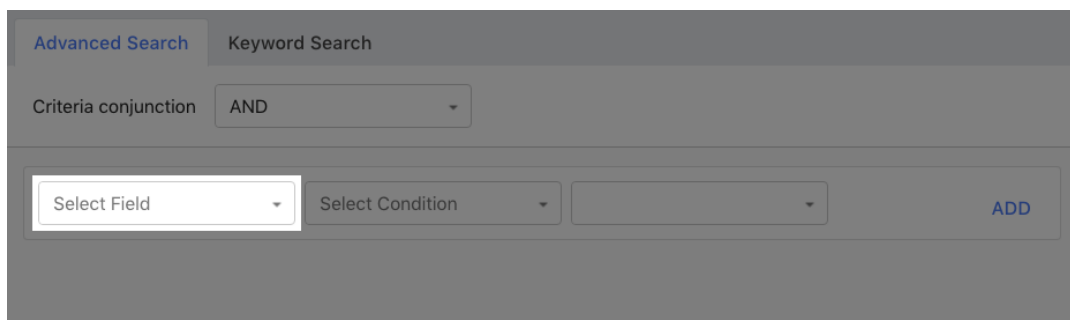 Advanced Search Keyword Search
Criteria conjunction AND
Select Field Select Condition ADD